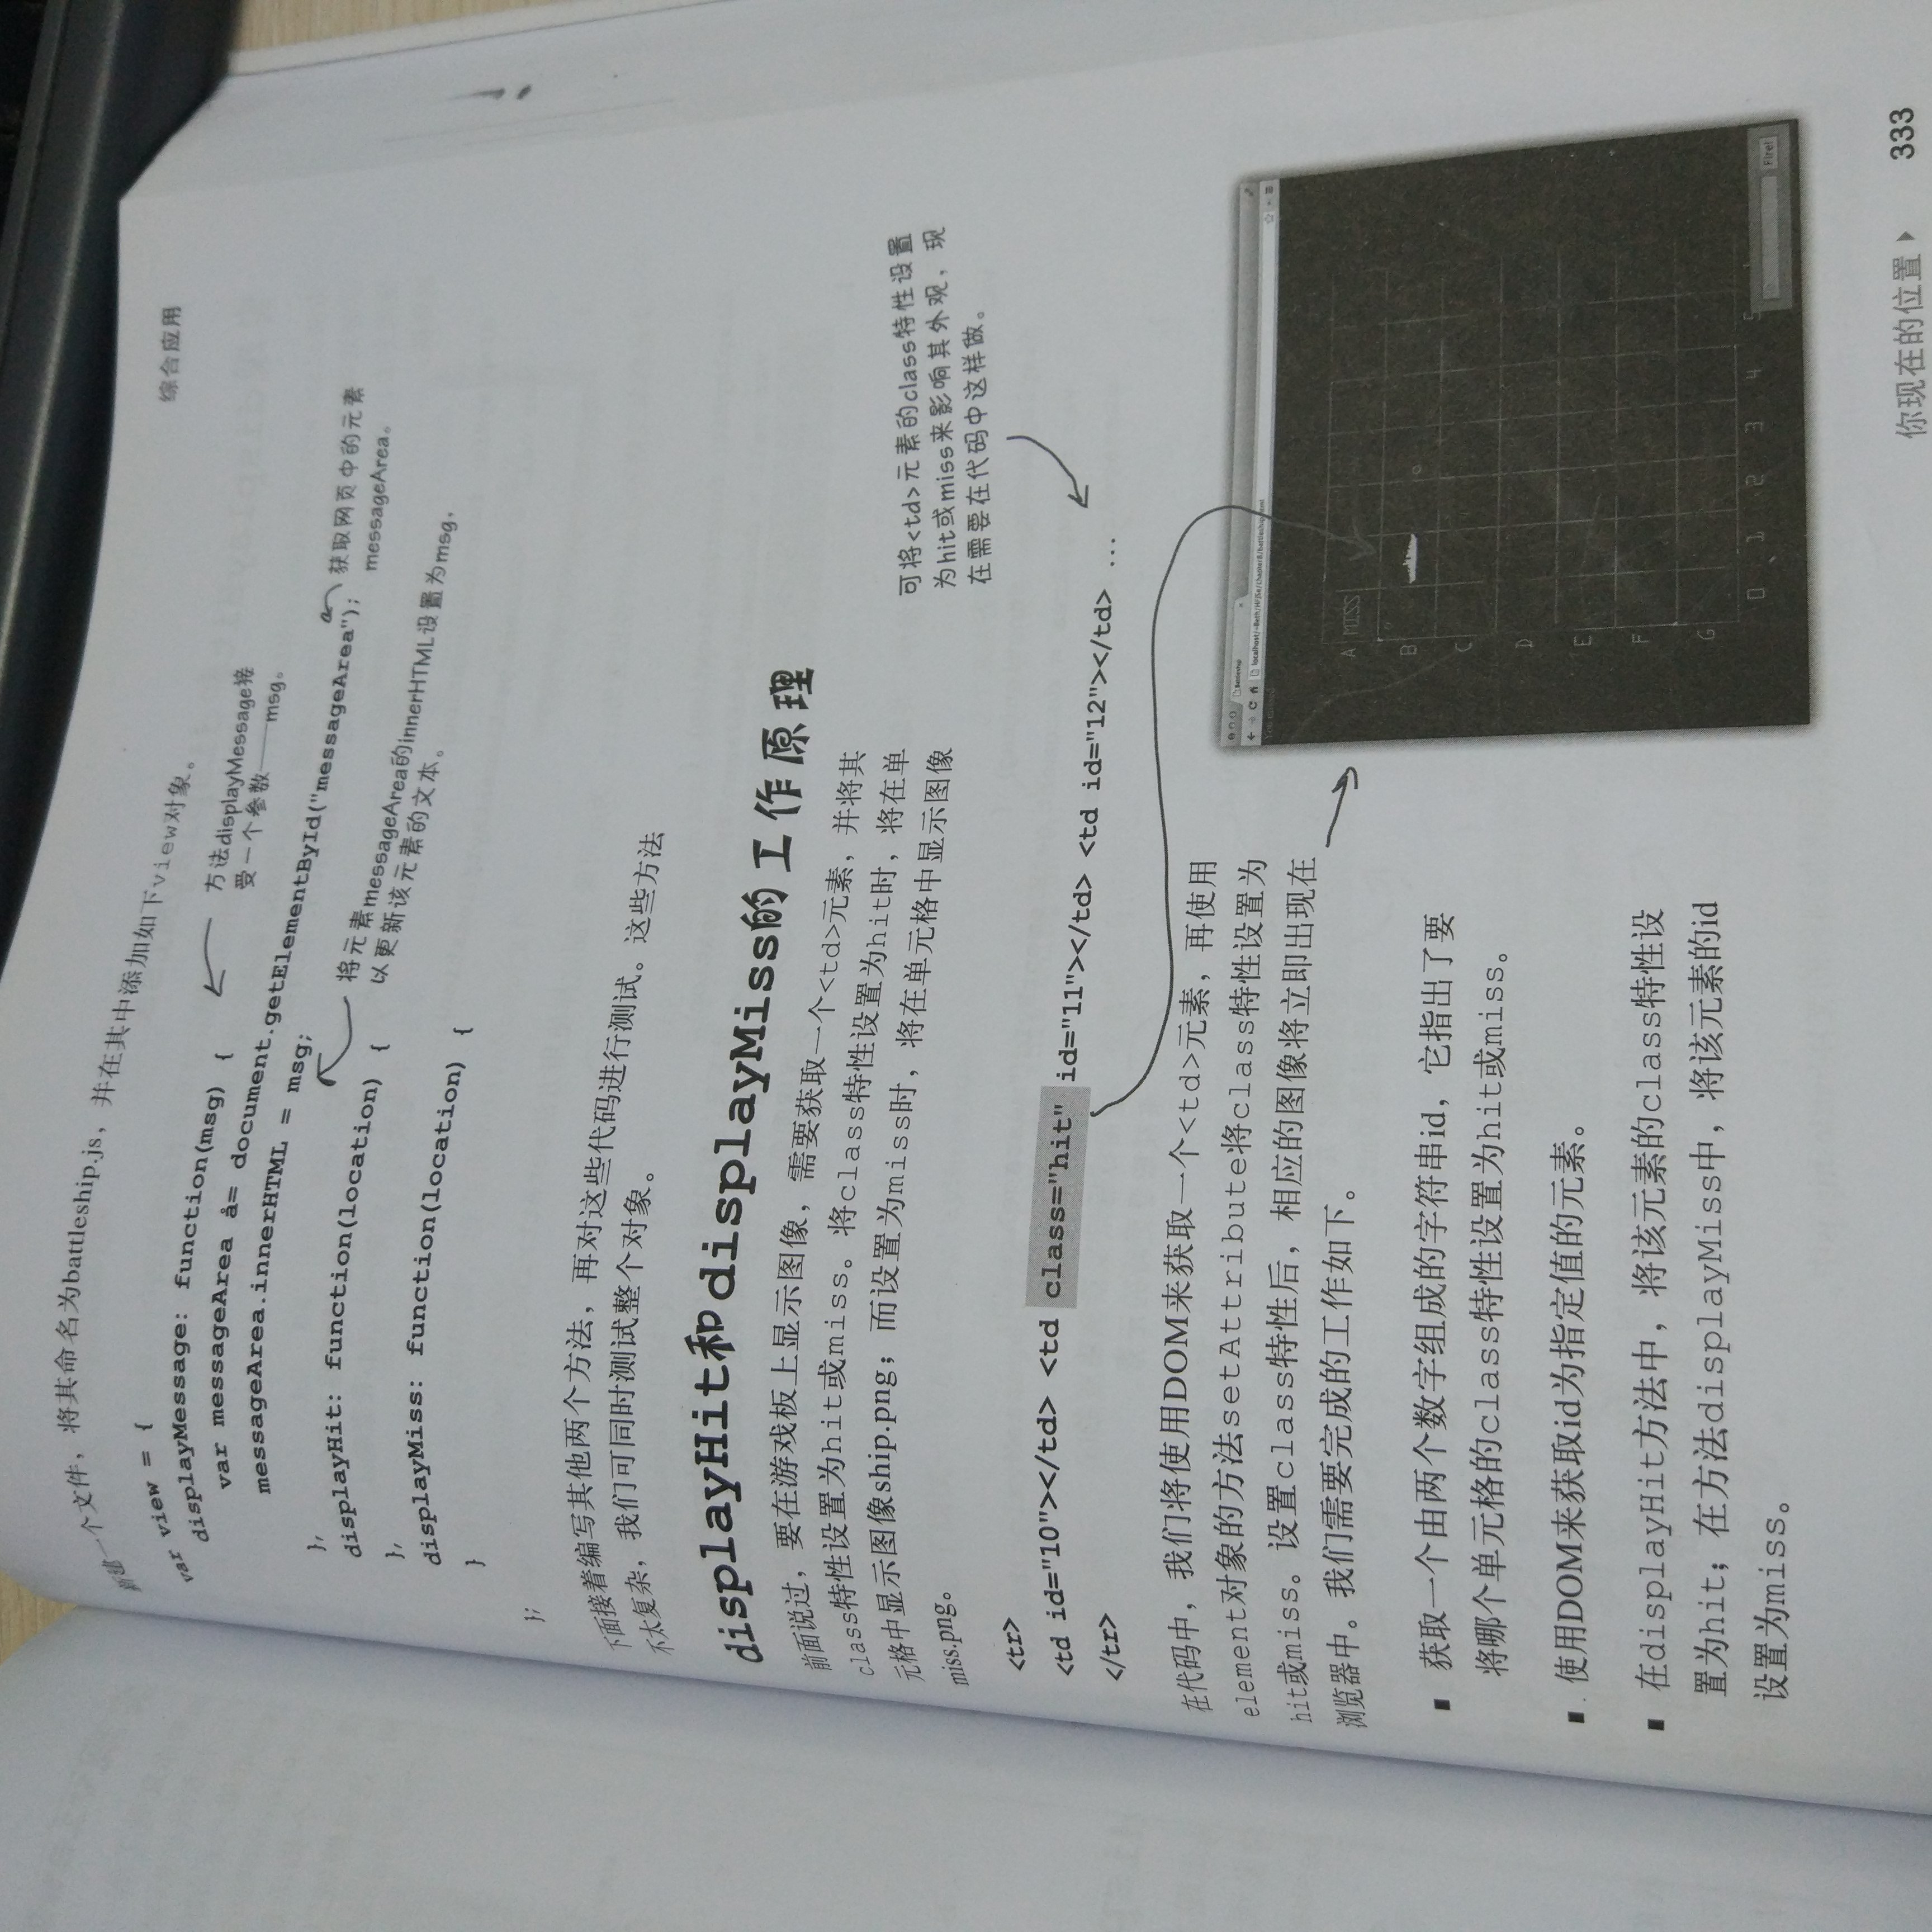 综合应用
新建一个文件，将其命名为battleship.js，并在其中添加如下view对象。
var view = {
displayMessage: function(msg) {
方法displayMessage接
受一个参数——msg。
var messageArea å= document.getElementById("messageArea");
获取网页中的元素
messageArea。
messageArea.innerHTML = msg;
将元素messageArea的innerHTML设置为msg,
以更新该元素的文本。
},
displayHit: function(location) {
},
displayMiss: function(location) {
}
};
下面接着编写其他两个方法，再对这些代码进行测试。这些方法
不太复杂，我们可同时测试整个对象。
displayHit和displayMiss的工作原理
前面说过，要在游戏板上显示图像，需要获取一个<td>元素，并将其
class特性设置为hit或miss。将class特性设置为hit时，将在单
元格中显示图像ship.png；而设置为miss时，将在单元格中显示图像
miss.png。
可将<td>元素的class特性设置
为hit或miss来影响其外观，现
在需要在代码中这样做。
<tr>
<td id="10"></td> <td class="hit" id="11"></td> <td id="12"></td> ...
</tr>
在代码中，我们将使用DOM来获取一个<td>元素，再使用
element对象的方法setAttribute将class特性设置为
hit或miss。设置class特性后，相应的图像将立即出现在
浏览器中。我们需要完成的工作如下。
■ 获取一个由两个数字组成的字符串id，它指出了要
将哪个单元格的class特性设置为hit或miss。
■ 使用DOM来获取id为指定值的元素。
■ 在displayHit方法中，将该元素的class特性设
置为hit；在方法displayMiss中，将该元素的id
设置为miss。
Battleship
A MISS
B
C
D
E
F
G
0 1 2 3 4 5
Fire!
你现在的位置 ▸ 333